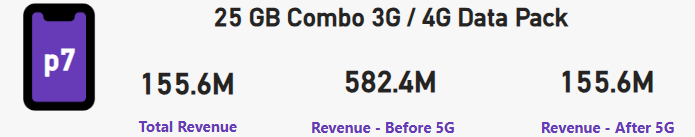 25 GB Combo 3G / 4G Data Pack
p7
155.6M
582.4M
155.6M
Total Revenue
Revenue - Before 5G
Revenue - After 5G